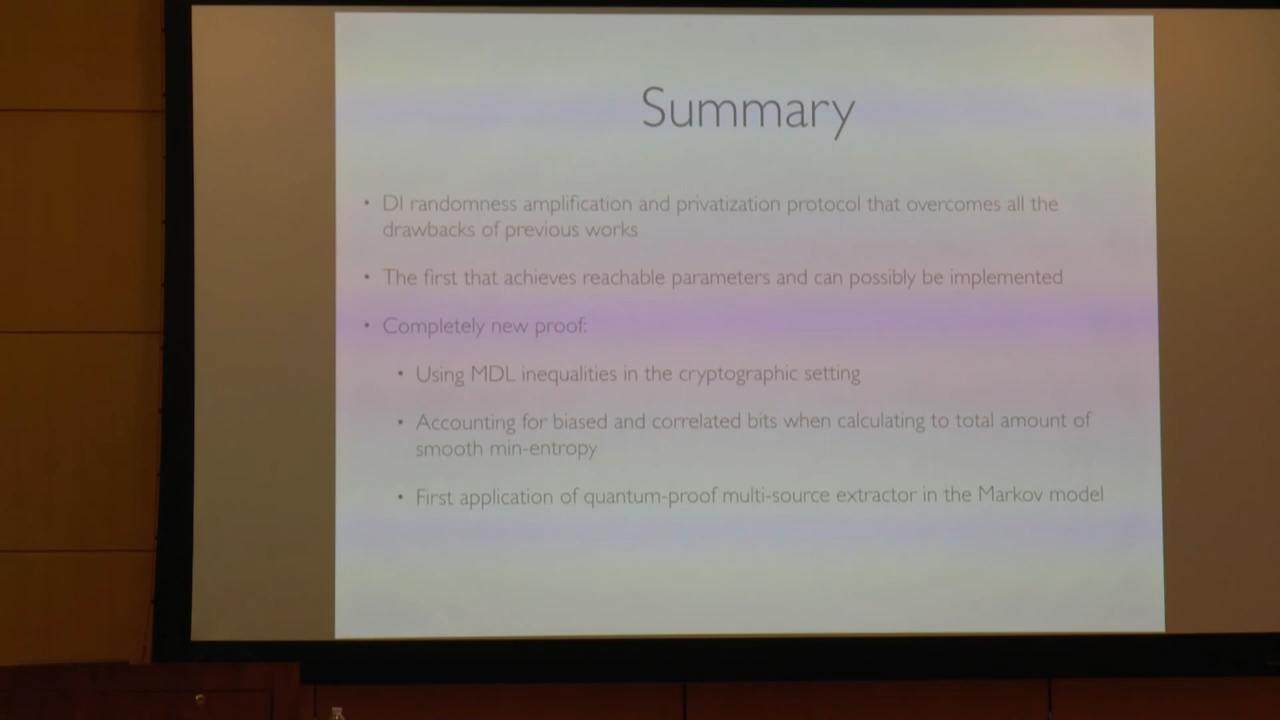 Summary
• DI randomness amplification and privatization protocol that overcomes all the
drawbacks of previous works
• The first that achieves reachable parameters and can possibly be implemented
• Completely new proof:
• Using MDL inequalities in the cryptographic setting
• Accounting for biased and correlated bits when calculating to total amount of
smooth min-entropy
• First application of quantum-proof multi-source extractor in the Markov model